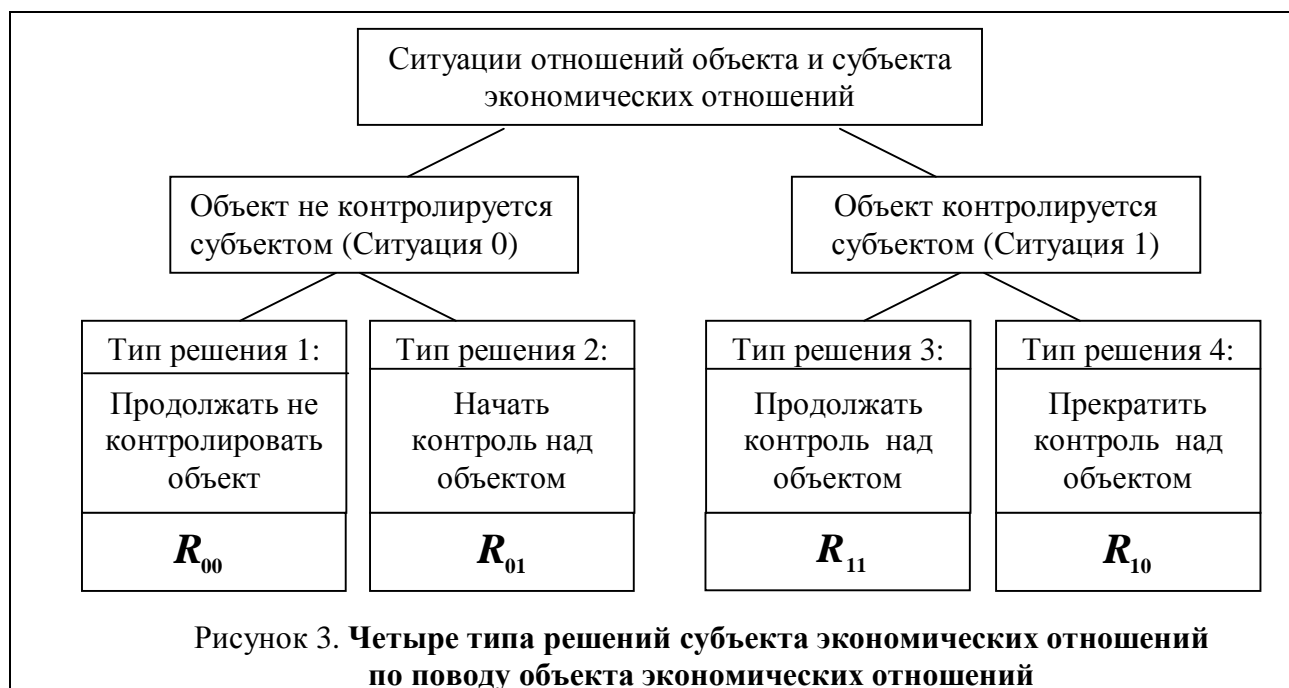 Ситуации отношений объекта и субъекта
экономических отношений
Объект не контролируется
субъектом (Ситуация 0)
Объект контролируется
субъектом (Ситуация 1)
Тип решения 1:
Продолжать не
контролировать
объект
R₀₀
Тип решения 2:
Начать
контроль над
объектом
R₀₁
Тип решения 3:
Продолжать
контроль над
объектом
R₁₁
Тип решения 4:
Прекратить
контроль над
объектом
R₁₀
Рисунок 3. Четыре типа решений субъекта экономических отношений
по поводу объекта экономических отношений